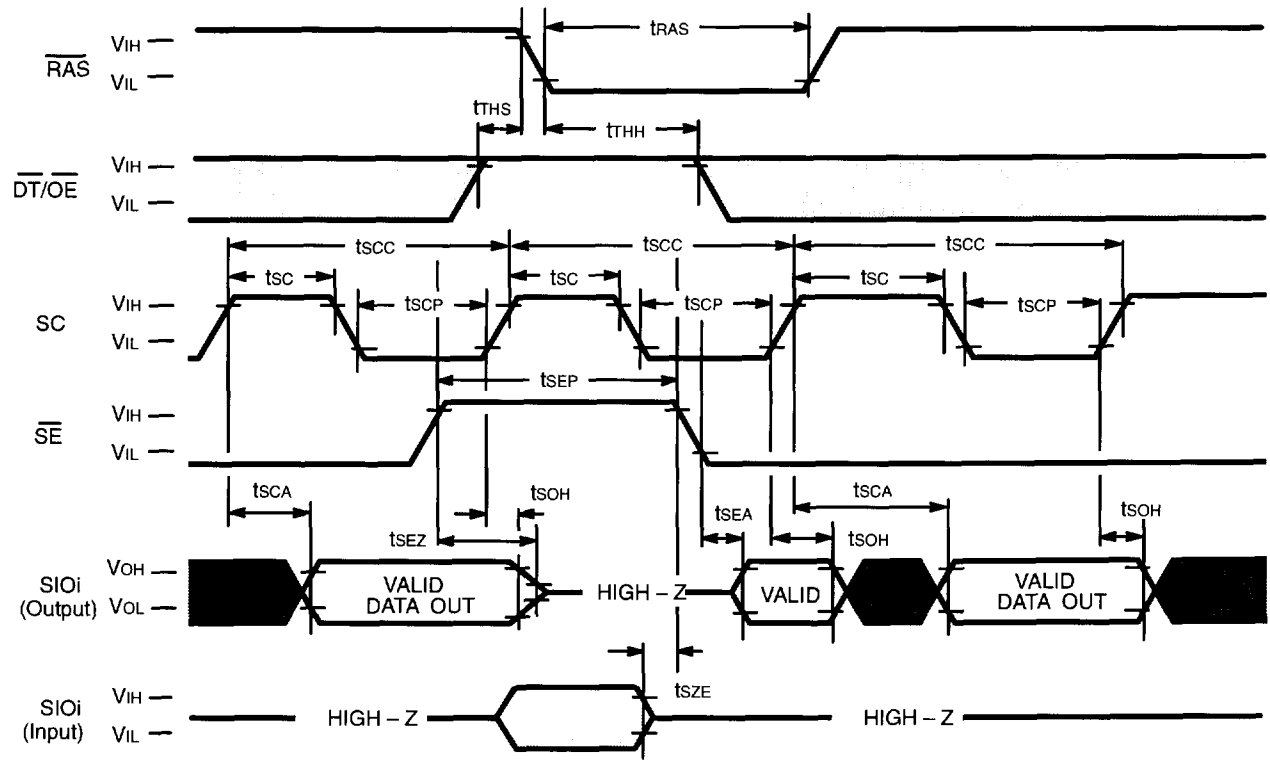 tRAS
VIH
RAS
VIL
tTHS
tTHH
VIH
DT/OE
VIL
tSCC tSCC tSCC
tSC tSC tSC
VIH tSCP tSCP tSCP
SC
VIL
tSEP
VIH
SE
VIL
tSCA tSOH tSEA tSCA tSOH
tSEZ tSOH
VOH
SIOi VALID HIGH – Z VALID VALID
(Output) DATA OUT DATA OUT
VOL
tSZE
VIH
SIOi HIGH – Z HIGH – Z
(Input)
VIL